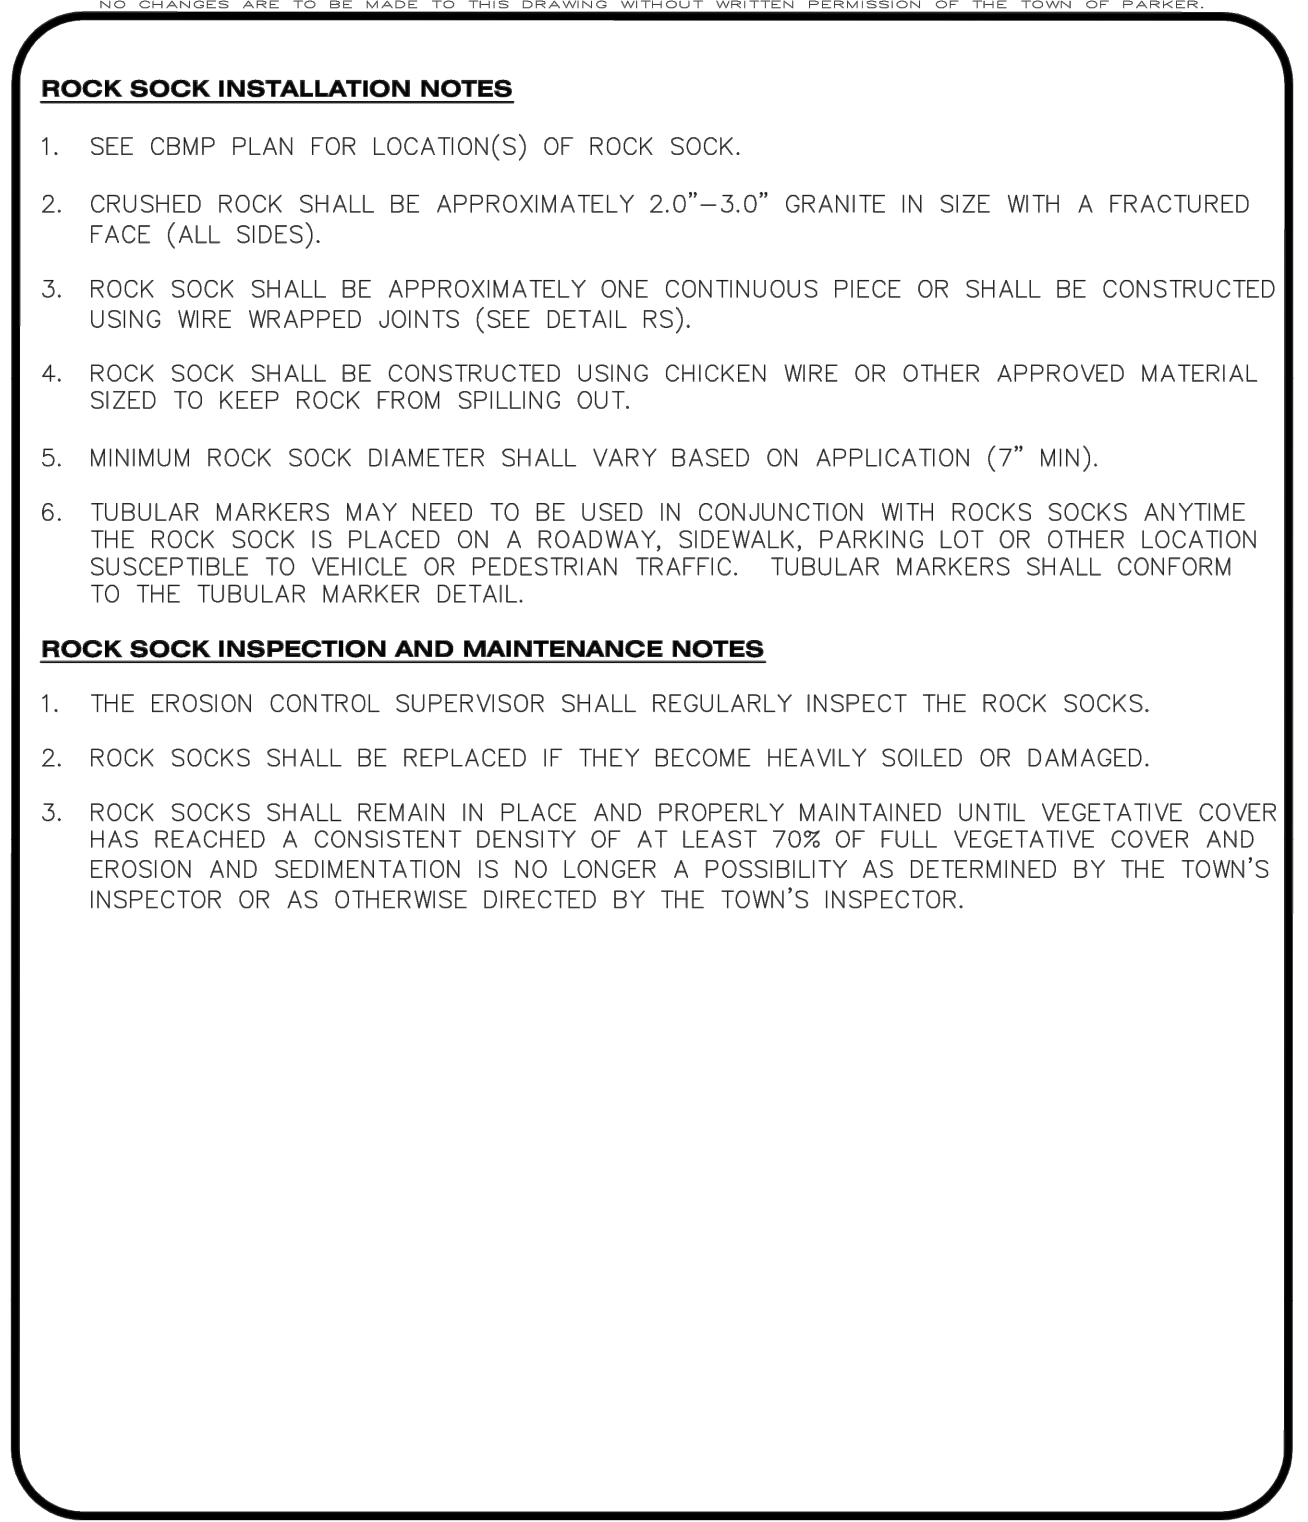 NO CHANGES ARE TO BE MADE TO THIS DRAWING WITHOUT WRITTEN PERMISSION OF THE TOWN OF PARKER.
ROCK SOCK INSTALLATION NOTES
1. SEE CBMP PLAN FOR LOCATION(S) OF ROCK SOCK.
2. CRUSHED ROCK SHALL BE APPROXIMATELY 2.0”–3.0” GRANITE IN SIZE WITH A FRACTURED
FACE (ALL SIDES).
3. ROCK SOCK SHALL BE APPROXIMATELY ONE CONTINUOUS PIECE OR SHALL BE CONSTRUCTED
USING WIRE WRAPPED JOINTS (SEE DETAIL RS).
4. ROCK SOCK SHALL BE CONSTRUCTED USING CHICKEN WIRE OR OTHER APPROVED MATERIAL
SIZED TO KEEP ROCK FROM SPILLING OUT.
5. MINIMUM ROCK SOCK DIAMETER SHALL VARY BASED ON APPLICATION (7” MIN).
6. TUBULAR MARKERS MAY NEED TO BE USED IN CONJUNCTION WITH ROCKS SOCKS ANYTIME
THE ROCK SOCK IS PLACED ON A ROADWAY, SIDEWALK, PARKING LOT OR OTHER LOCATION
SUSCEPTIBLE TO VEHICLE OR PEDESTRIAN TRAFFIC. TUBULAR MARKERS SHALL CONFORM
TO THE TUBULAR MARKER DETAIL.
ROCK SOCK INSPECTION AND MAINTENANCE NOTES
1. THE EROSION CONTROL SUPERVISOR SHALL REGULARLY INSPECT THE ROCK SOCKS.
2. ROCK SOCKS SHALL BE REPLACED IF THEY BECOME HEAVILY SOILED OR DAMAGED.
3. ROCK SOCKS SHALL REMAIN IN PLACE AND PROPERLY MAINTAINED UNTIL VEGETATIVE COVER
HAS REACHED A CONSISTENT DENSITY OF AT LEAST 70% OF FULL VEGETATIVE COVER AND
EROSION AND SEDIMENTATION IS NO LONGER A POSSIBILITY AS DETERMINED BY THE TOWN’S
INSPECTOR OR AS OTHERWISE DIRECTED BY THE TOWN’S INSPECTOR.